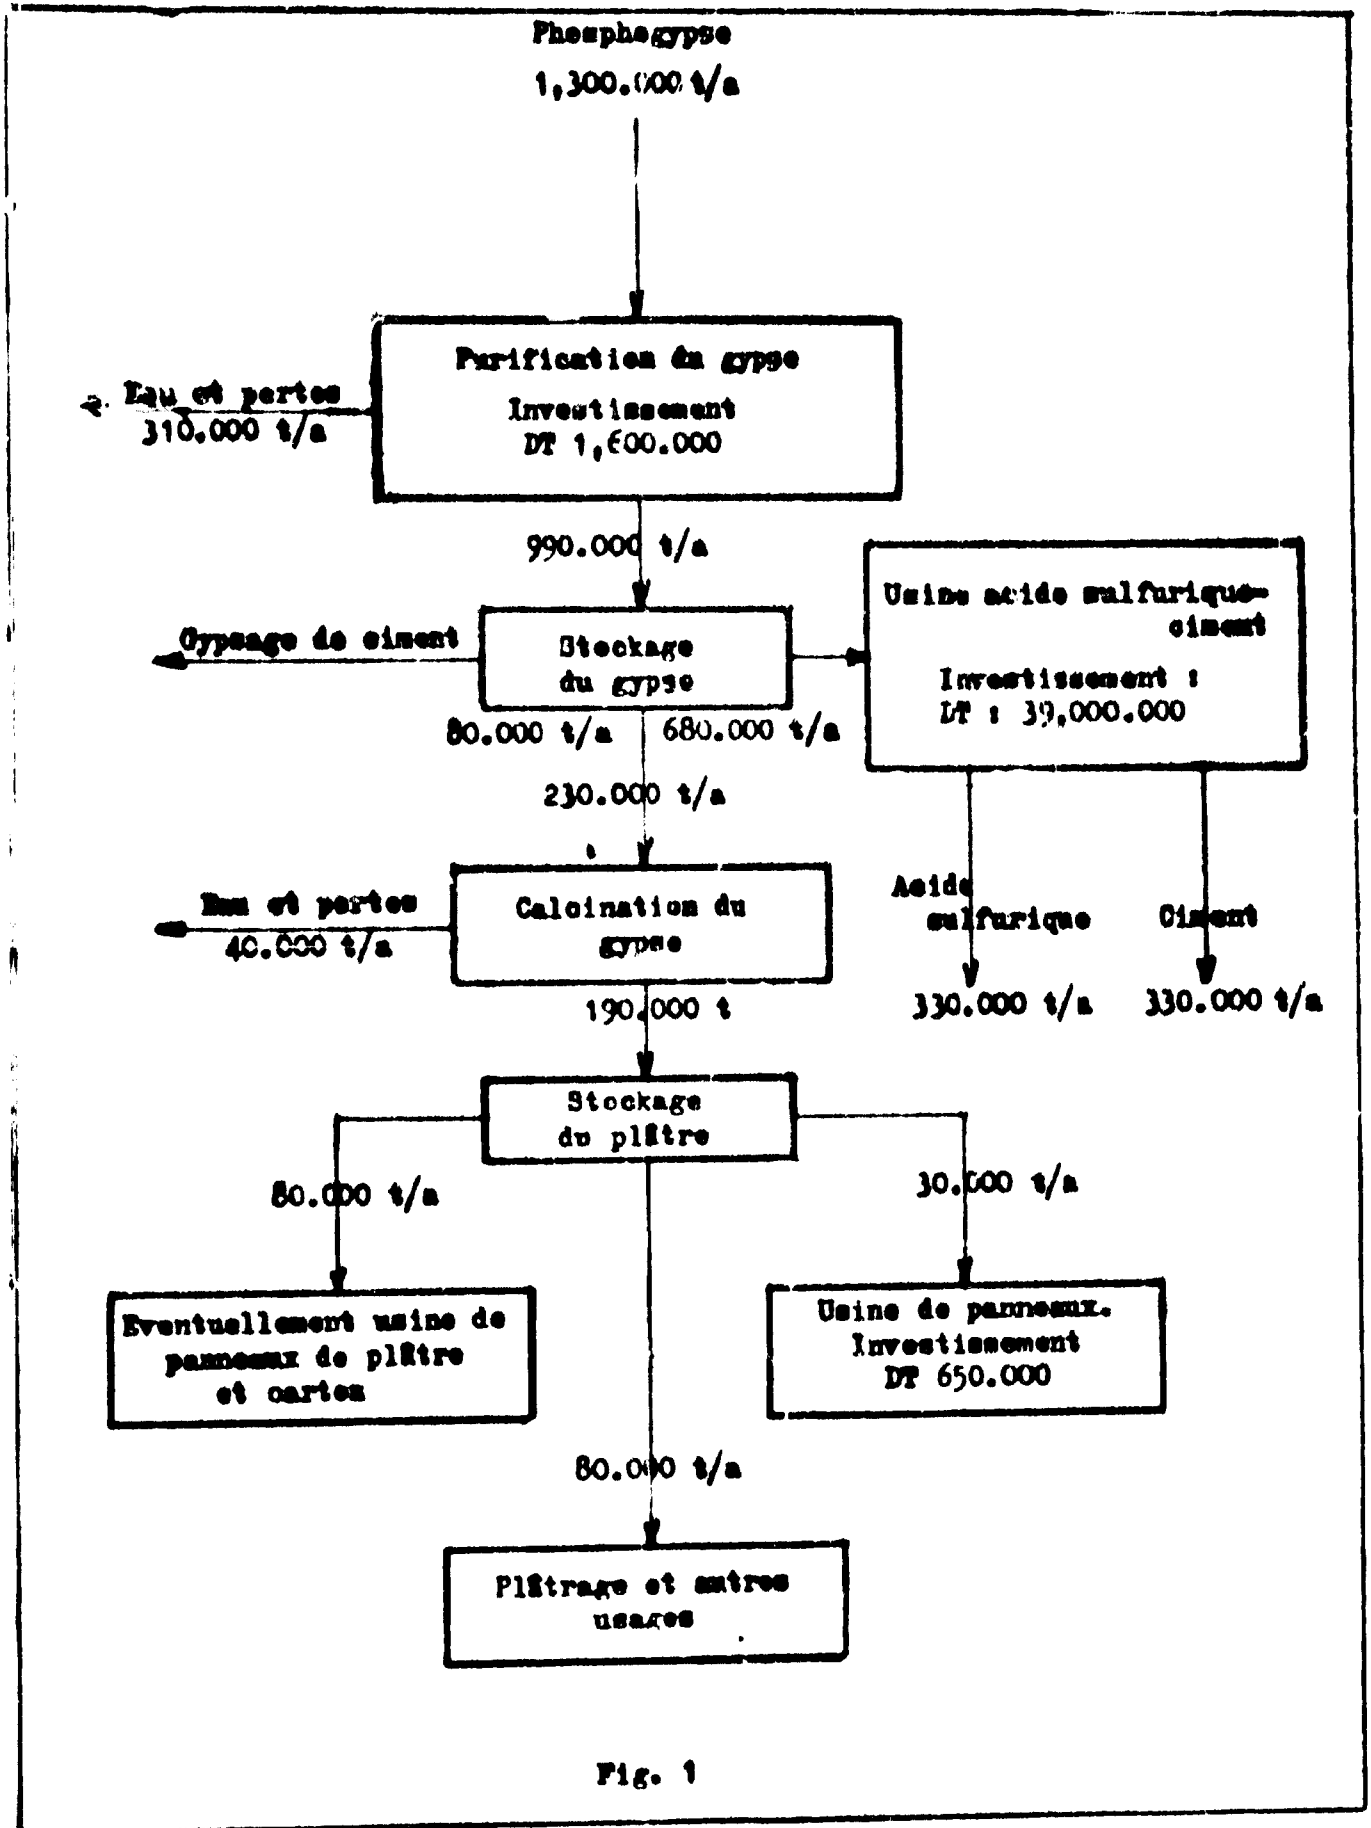 Phosphogypse
1,300.000 t/a
Purification du gypse
Investissement
DT 1,600.000
Eau et pertes
310.000 t/a
990.000 t/a
Usine acide sulfurique-
ciment
Investissement :
DT : 39,000.000
Gypsage de ciment
Stockage
du gypse
80.000 t/a
680.000 t/a
230.000 t/a
Eau et pertes
40.000 t/a
Calcination du
gypse
Acide
sulfurique
Ciment
330.000 t/a
330.000 t/a
190.000 t
Stockage
du plâtre
80.000 t/a
30.000 t/a
Eventuellement usine de
panneaux de plâtre
et cartex
Usine de panneaux.
Investissement
DT 650.000
80.000 t/a
Plâtrage et autres
usages
Fig. 1